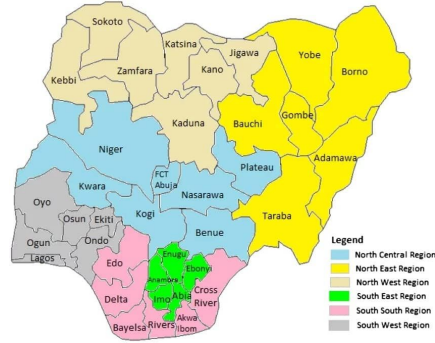 Sokoto
Katsina
Jigawa
Yobe
Borno
Kebbi
Zamfara
Kano
Kaduna
Bauchi
Gombe
Adamawa
Niger
FCT
Abuja
Plateau
Kwara
Nasarawa
Taraba
Oyo
Kogi
Benue
Osun
Ekiti
Ogun
Ondo
Lagos
Edo
Enugu
Ebonyi
Anambra
Delta
Imo
Abia
Cross
River
Bayelsa
Rivers
Akwa
Ibom
Legend
North Central Region
North East Region
North West Region
South East Region
South South Region
South West Region